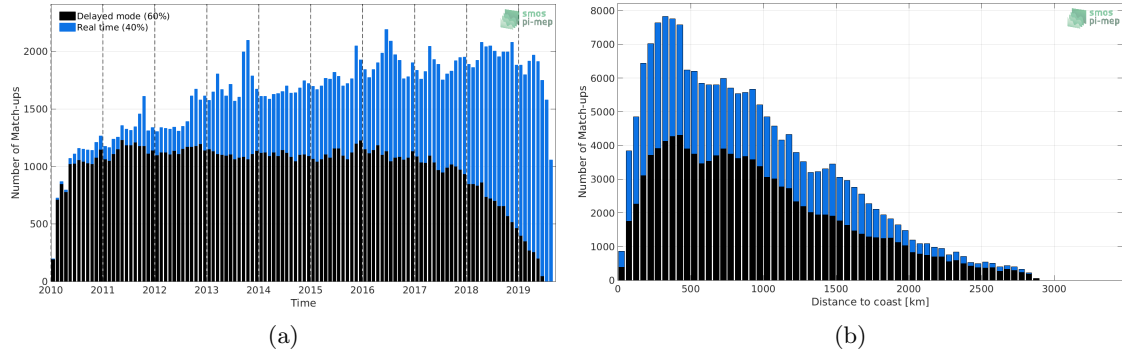 Delayed mode (60%)
Real time (40%)
smos
pi-mep
Number of Match-ups
2000
1500
1000
500
0
2010 2011 2012 2013 2014 2015 2016 2017 2018 2019
Time
(a)
smos
pi-mep
Number of Match-ups
8000
7000
6000
5000
4000
3000
2000
1000
0
0 500 1000 1500 2000 2500 3000
Distance to coast [km]
(b)